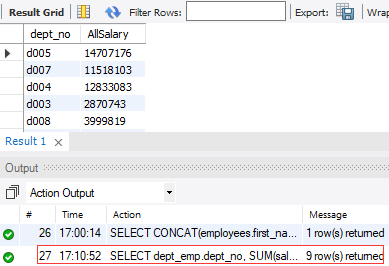 Result Grid Filter Rows: Export: Wrap
dept_no AllSalary
d005 14707176
d007 11518103
d004 12833083
d003 2870743
d008 3999819
Result 1 ×
Output
Action Output
# Time Action Message
26 17:00:14 SELECT CONCAT(employees.first_na... 1 row(s) returned
27 17:10:52 SELECT dept_emp.dept_no, SUM(sal... 9 row(s) returned